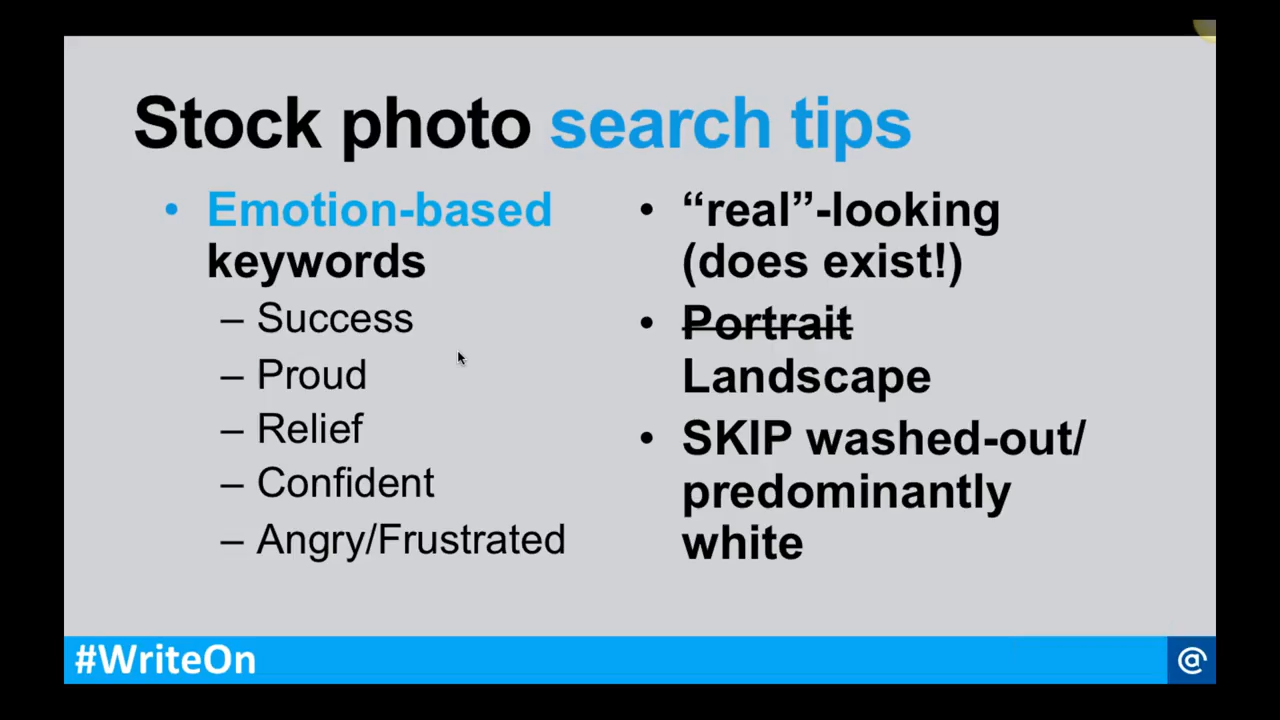 Stock photo search tips
• Emotion-based
keywords
– Success
– Proud
– Relief
– Confident
– Angry/Frustrated
• “real”-looking
(does exist!)
• Portrait
Landscape
• SKIP washed-out/
predominantly
white
#WriteOn
@